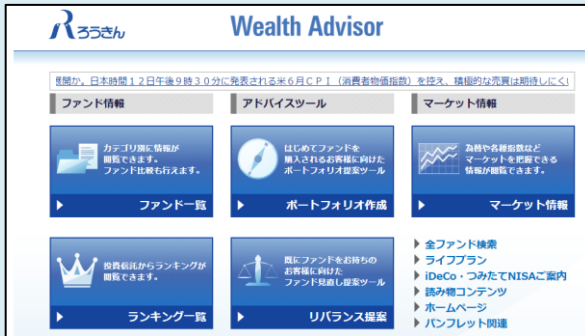 ろうきん
Wealth Advisor
展開か。日本時間12日午後9時30分に発表される米6月CPI(消費者物価指数)を控え、積極的な売買は期待しにく
ファンド情報
カテゴリ別に情報が
閲覧できます。
ファンド比較も行えます。
ファンド一覧
投資信託からランキングが
閲覧できます。
ランキング一覧
アドバイスツール
はじめてファンドを
購入されるお客様に向けた
ポートフォリオ提案ツール
ポートフォリオ作成
既にファンドをお持ちの
お客様に向けた
ファンド見直し提案ツール
リバランス提案
マーケット情報
為替や各種指数など
マーケットを把握できる
情報が閲覧できます。
マーケット情報
全ファンド検索
ライフプラン
iDeCo・つみたてNISAご案内
読み物コンテンツ
ホームページ
パンフレット関連